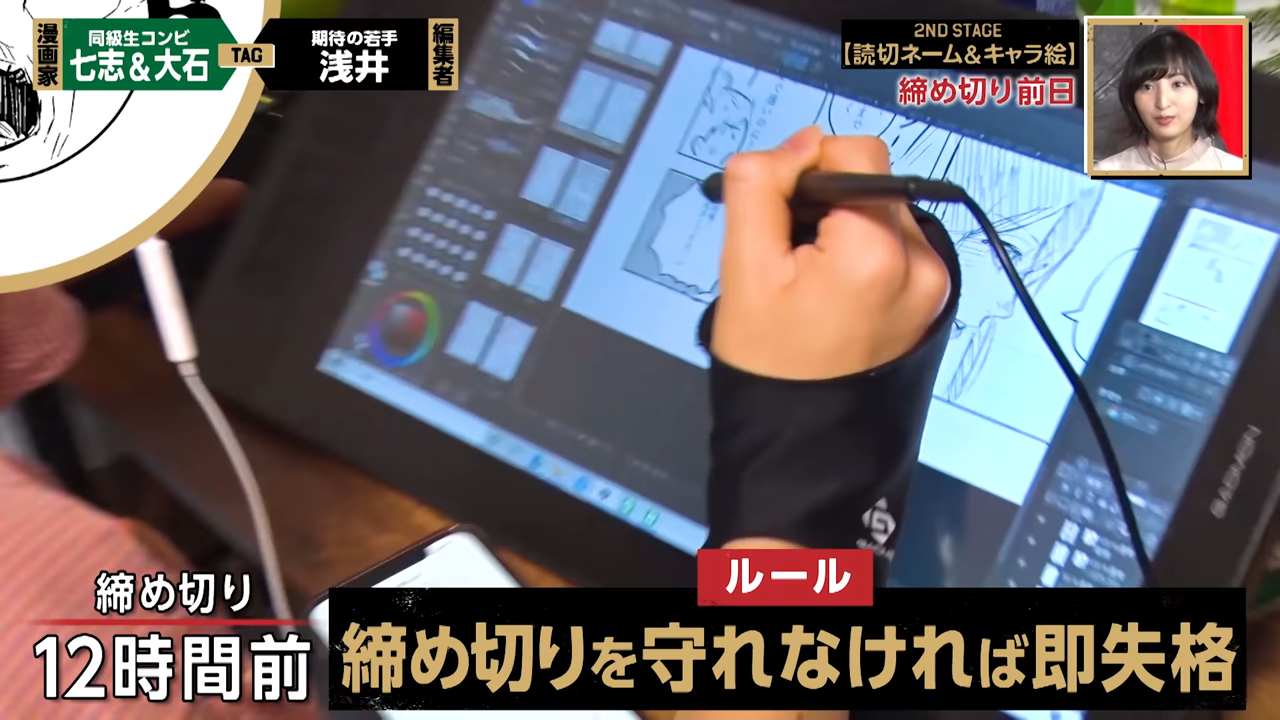 漫画家
同級生コンビ
七志&大石
TAG
期待の若手
浅井
編集者
2ND STAGE
【読切ネーム&キャラ絵】
締め切り前日
締め切り
12時間前
ルール
締め切りを守れなければ即失格